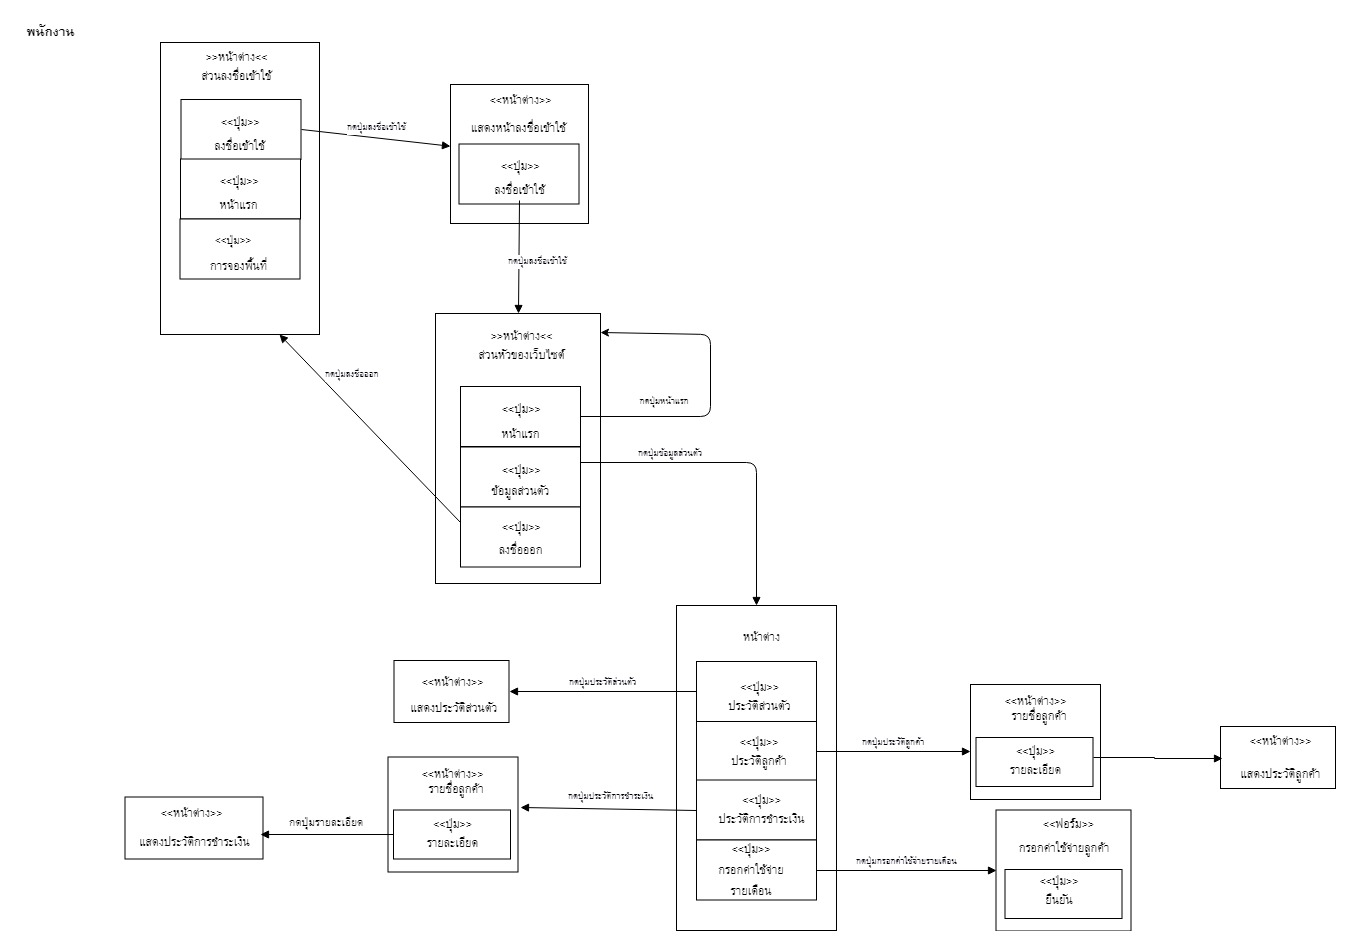 พนักงาน
>>หน้าต่าง<<
ส่วนลงชื่อเข้าใช้
<<ปุ่ม>>
ลงชื่อเข้าใช้
<<ปุ่ม>>
หน้าแรก
<<ปุ่ม>>
การจองพื้นที่
กดปุ่มลงชื่อเข้าใช้
<<หน้าต่าง>>
แสดงหน้าลงชื่อเข้าใช้
<<ปุ่ม>>
ลงชื่อเข้าใช้
กดปุ่มลงชื่อเข้าใช้
>>หน้าต่าง<<
ส่วนหัวของเว็บไซต์
<<ปุ่ม>>
หน้าแรก
<<ปุ่ม>>
ข้อมูลส่วนตัว
<<ปุ่ม>>
ลงชื่อออก
กดปุ่มลงชื่อออก
กดปุ่มหน้าแรก
กดปุ่มข้อมูลส่วนตัว
หน้าต่าง
<<ปุ่ม>>
ประวัติส่วนตัว
<<ปุ่ม>>
ประวัติลูกค้า
<<ปุ่ม>>
ประวัติการชำระเงิน
<<ปุ่ม>>
กรอกค่าใช้จ่าย
รายเดือน
กดปุ่มประวัติส่วนตัว
<<หน้าต่าง>>
แสดงประวัติส่วนตัว
กดปุ่มประวัติลูกค้า
<<หน้าต่าง>>
รายชื่อลูกค้า
<<ปุ่ม>>
รายละเอียด
<<หน้าต่าง>>
แสดงประวัติลูกค้า
กดปุ่มประวัติการชำระเงิน
<<หน้าต่าง>>
รายชื่อลูกค้า
<<ปุ่ม>>
รายละเอียด
กดปุ่มรายละเอียด
<<หน้าต่าง>>
แสดงประวัติการชำระเงิน
กดปุ่มกรอกค่าใช้จ่ายรายเดือน
<<ฟอร์ม>>
กรอกค่าใช้จ่ายลูกค้า
<<ปุ่ม>>
ยืนยัน